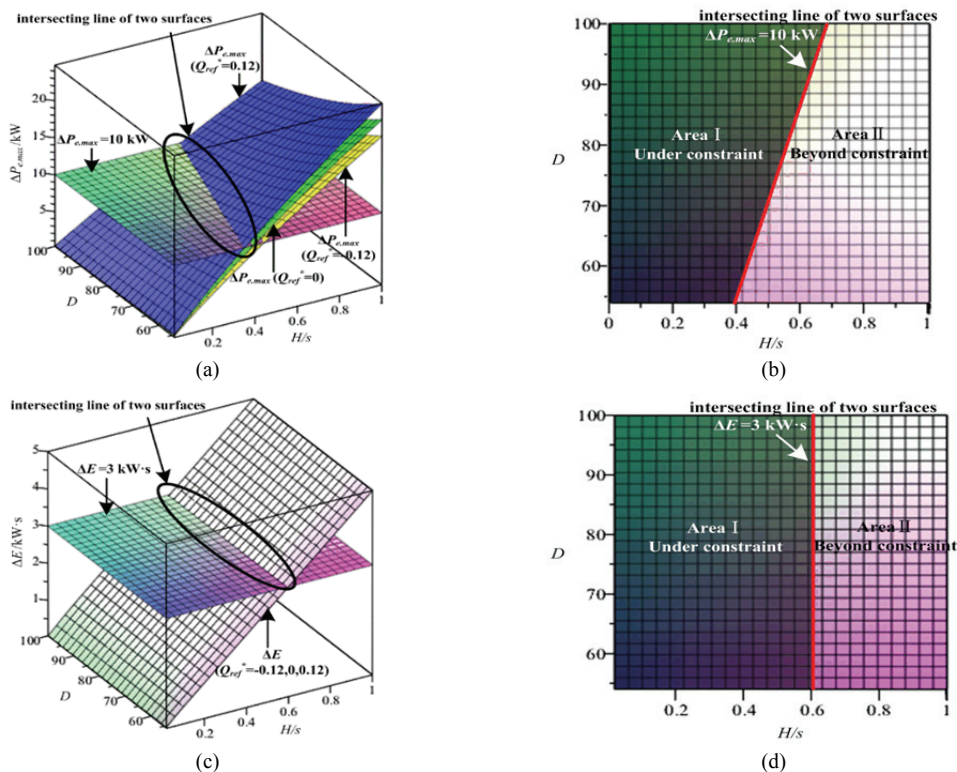 intersecting line of two surfaces
ΔPe.max
(Qref*=0.12)
ΔPe.max=10 kW
ΔPe.max/kW
20
15
10
5
100
90
80
70
60
D
0.2
0.4
0.6
0.8
1
H/s
ΔPe.max
(Qref*=-0.12)
ΔPe.max (Qref*=0)
(a)
intersecting line of two surfaces
ΔPe.max=10 kW
100
90
80
70
60
D
Area Ⅰ
Under constraint
Area Ⅱ
Beyond constraint
0 0.2 0.4 0.6 0.8 1
H/s
(b)
intersecting line of two surfaces
ΔE=3 kW·s
ΔE/kW·s
5
4
3
2
1
100
90
80
70
60
D
0.2
0.4
0.6
0.8
1
H/s
ΔE
(Qref*=-0.12,0,0.12)
(c)
intersecting line of two surfaces
ΔE=3 kW·s
100
90
80
70
60
D
Area Ⅰ
Under constraint
Area Ⅱ
Beyond constraint
0.2 0.4 0.6 0.8 1
H/s
(d)